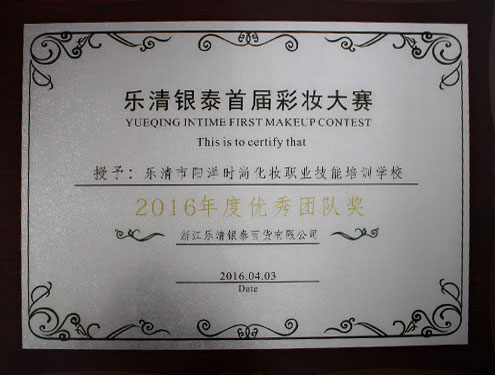 乐清银泰首届彩妆大赛
YUEQING INTIME FIRST MAKEUP CONTEST
This is to certify that
授予：乐清市阳洋时尚化妆职业技能培训学校
2016年度优秀团队奖
浙江乐清银泰百货有限公司
2016.04.03
Date